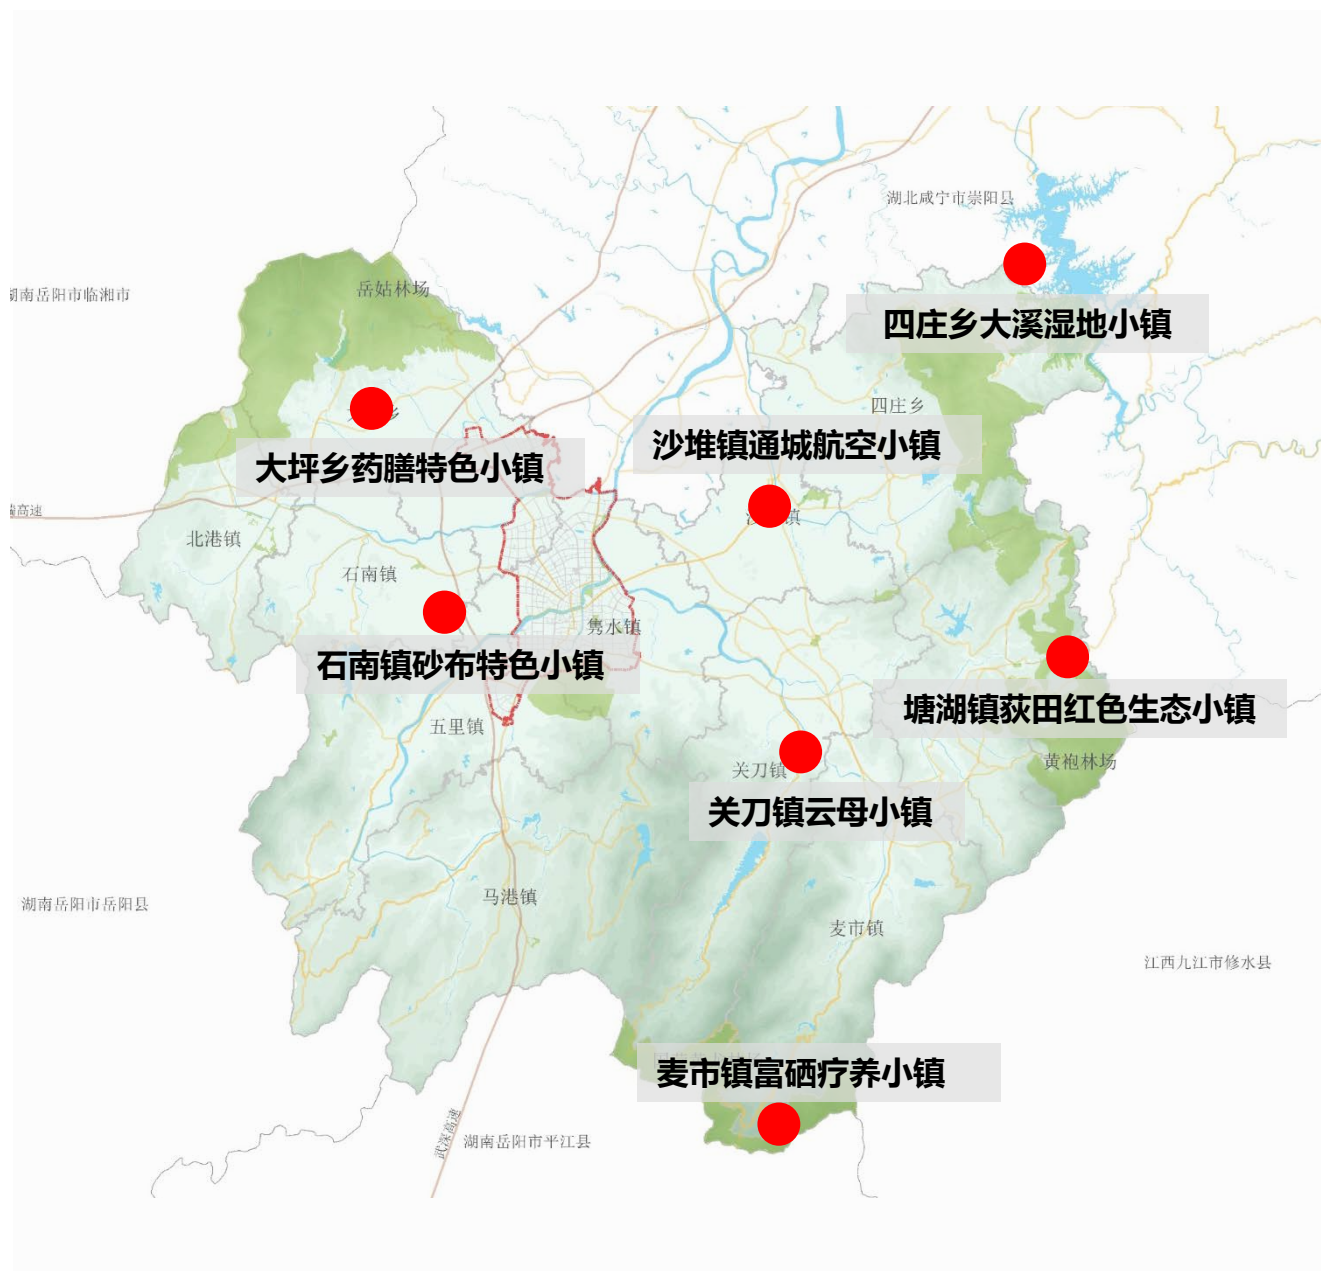 湖北咸宁市崇阳县
岳姑林场
湖南岳阳市临湘市
四庄乡大溪湿地小镇
四庄乡
沙堆镇通城航空小镇
大坪乡药膳特色小镇
高速
镇
北港镇
石南镇
隽水镇
石南镇砂布特色小镇
塘湖镇荻田红色生态小镇
五里镇
黄袍林场
关刀镇
关刀镇云母小镇
马港镇
湖南岳阳市岳阳县
麦市镇
江西九江市修水县
麦市镇富硒疗养小镇
武深高速
湖南岳阳市平江县